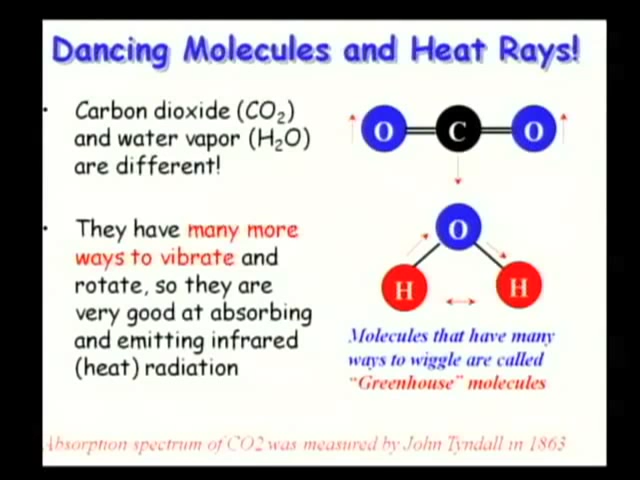 Dancing Molecules and Heat Rays!
• Carbon dioxide (CO2)
and water vapor (H2O)
are different!
• They have many more
ways to vibrate and
rotate, so they are
very good at absorbing
and emitting infrared
(heat) radiation
O C O
O
H H
Molecules that have many
ways to wiggle are called
“Greenhouse” molecules
Absorption spectrum of CO2 was measured by John Tyndall in 1863